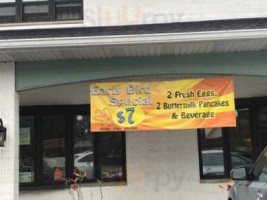 Early Bird
Special
$7
2 Fresh Eggs,
2 Buttermilk Pancakes
& Beverage